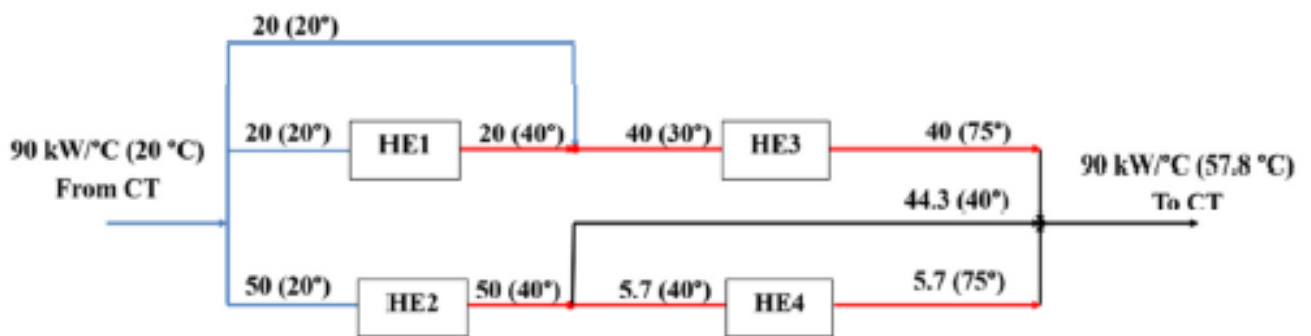 20 (20°)
90 kW/°C (20 °C)
From CT
20 (20°)
HE1
20 (40°)
40 (30°)
HE3
40 (75°)
90 kW/°C (57.8 °C)
To CT
44.3 (40°)
50 (20°)
HE2
50 (40°)
5.7 (40°)
HE4
5.7 (75°)